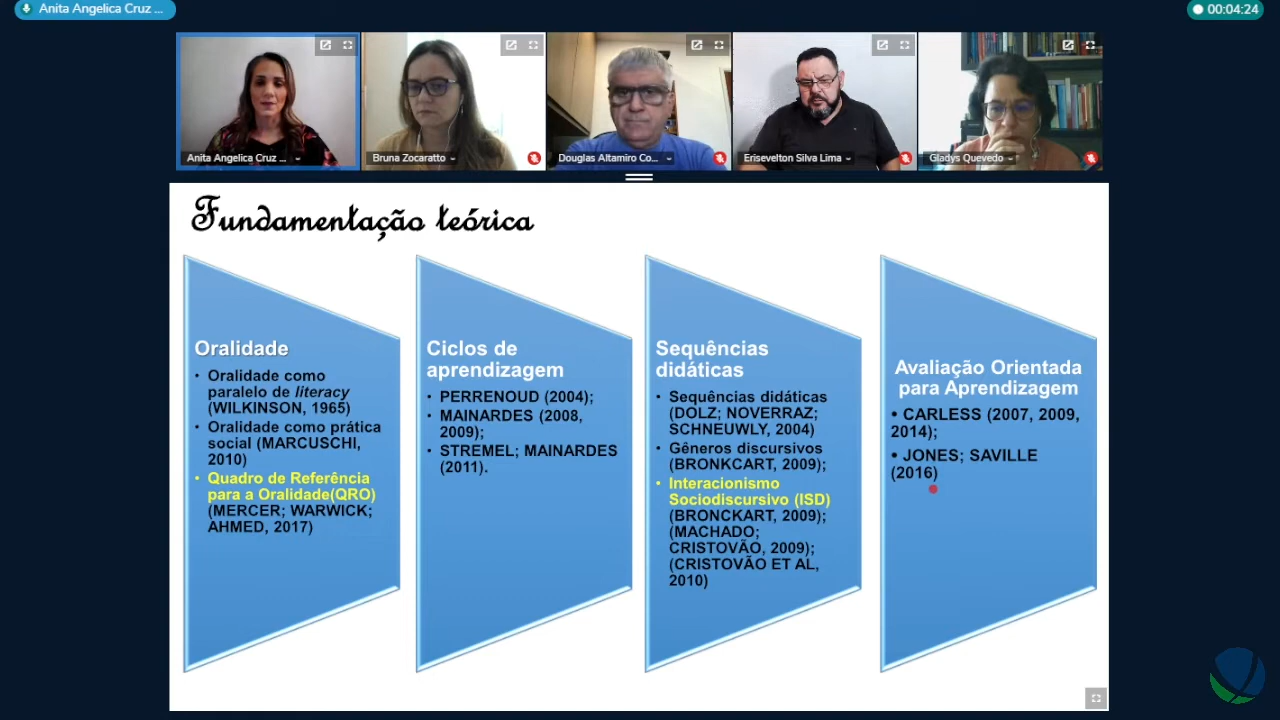 Anita Angelica Cruz ...
00:04:24
Anita Angelica Cruz ...
Bruna Zocaratto
Douglas Altamiro Co...
Erisevelton Silva Lima
Gladys Quevedo
Fundamentação teórica
Oralidade
• Oralidade como
paralelo de literacy
(WILKINSON, 1965)
• Oralidade como prática
social (MARCUSCHI,
2010)
• Quadro de Referência
para a Oralidade(QRO)
(MERCER; WARWICK;
AHMED, 2017)
Ciclos de
aprendizagem
• PERRENOUD (2004);
• MAINARDES (2008,
2009);
• STREMEL; MAINARDES
(2011).
Sequências
didáticas
• Sequências didáticas
(DOLZ; NOVERRAZ;
SCHNEUWLY, 2004)
• Gêneros discursivos
(BRONKCART, 2009);
• Interacionismo
Sociodiscursivo (ISD)
(BRONCKART, 2009);
(MACHADO;
CRISTOVÃO, 2009);
(CRISTOVÃO ET AL,
2010)
Avaliação Orientada
para Aprendizagem
• CARLESS (2007, 2009,
2014);
• JONES; SAVILLE
(2016)